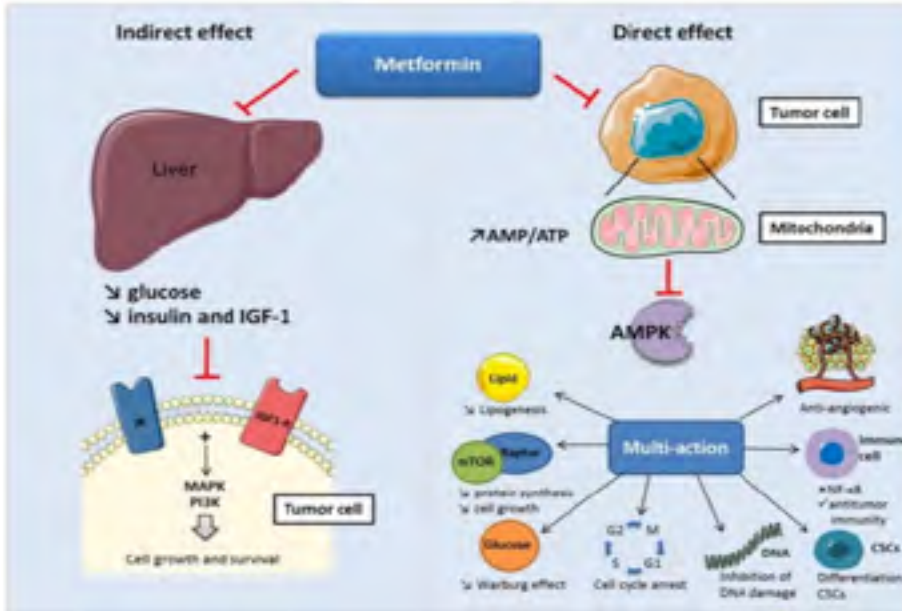 Indirect effect
Metformin
Direct effect
Tumor cell
Liver
↗AMP/ATP
Mitochondria
↘ glucose
↘ insulin and IGF-1
AMPK
IR
IGF1-R
+
MAPK
PI3K
Tumor cell
Cell growth and survival
Lipid
↘ Lipogenesis
mTOR
Raptor
↘ protein synthesis
↘ cell growth
Glucose
↘ Warburg effect
Multi-action
G2
M
S
G1
Cell cycle arrest
DNA
Inhibition of
DNA damage
Anti-angiogenic
Immune
cell
NF-κB
antitumor
immunity
CSCs
Differentiation
CSCs